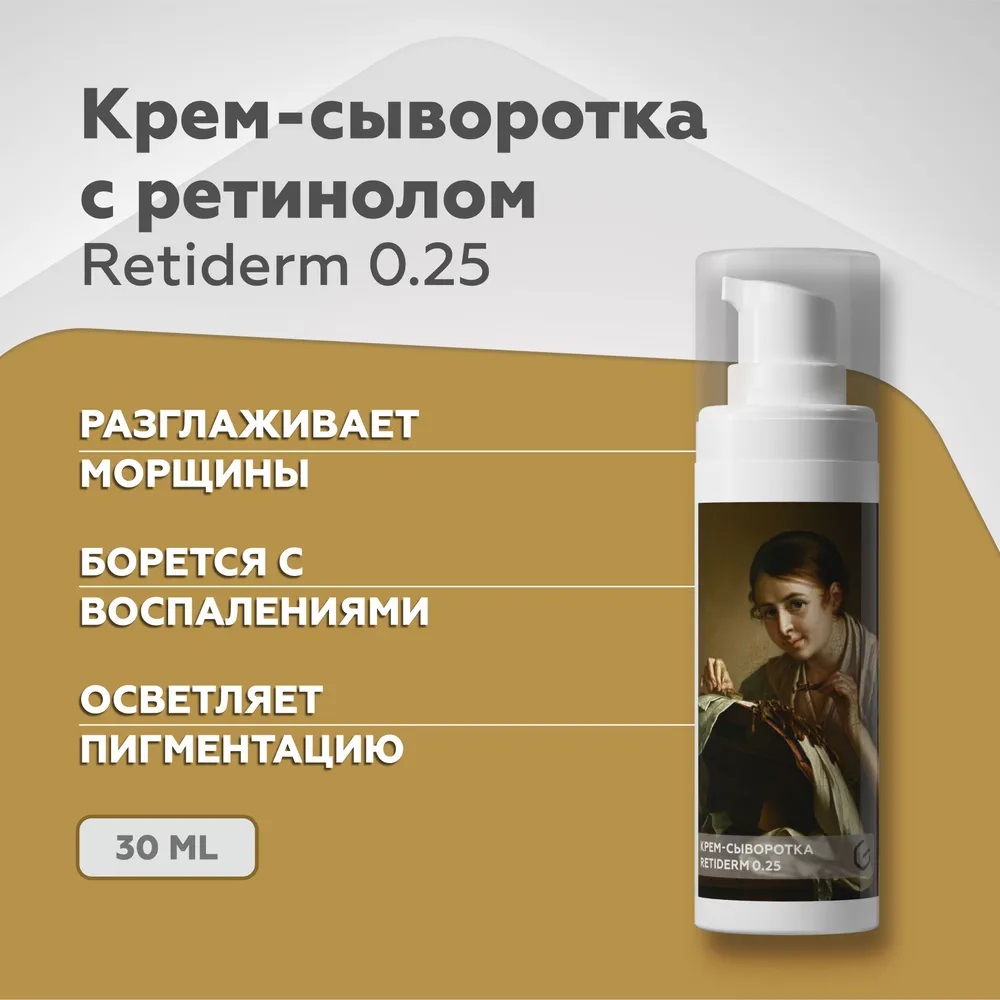 Крем-сыворотка
с ретинолом
Retiderm 0.25
РАЗГЛАЖИВАЕТ
МОРЩИНЫ
БОРЕТСЯ С
ВОСПАЛЕНИЯМИ
ОСВЕТЛЯЕТ
ПИГМЕНТАЦИЮ
30 ML
КРЕМ-СЫВОРОТКА
RETIDERM 0.25